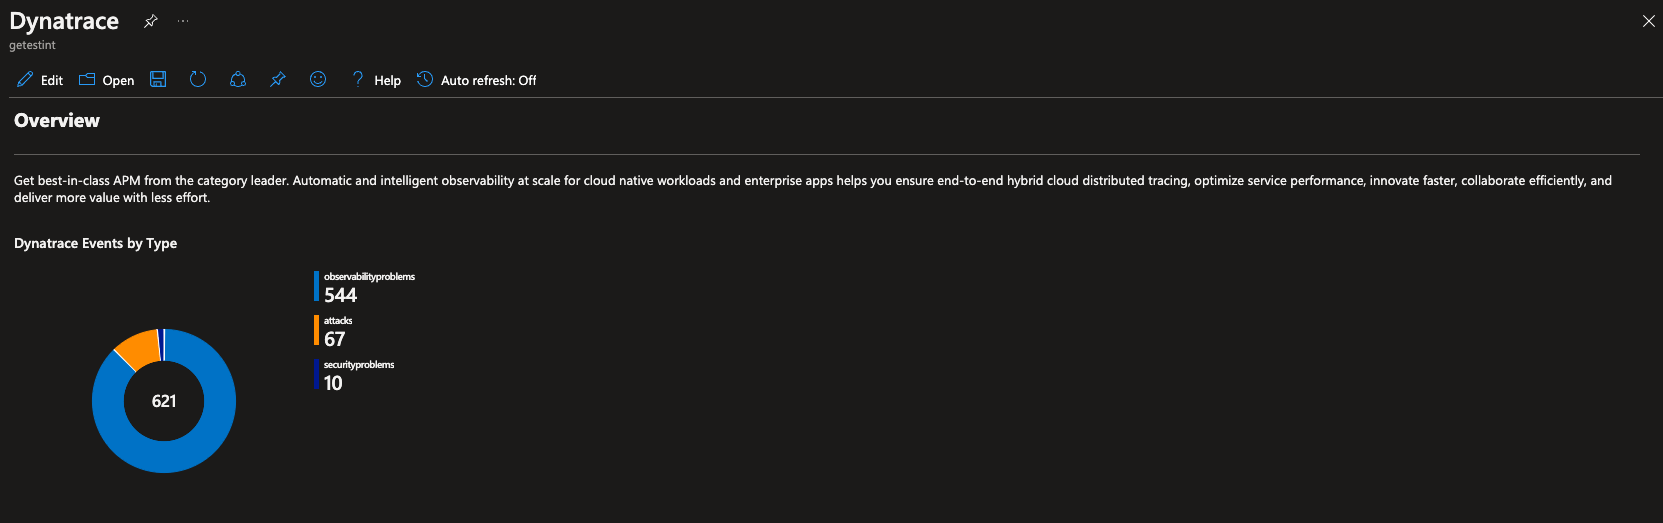 Dynatrace
getestint
Edit Open Help Auto refresh: Off
Overview
Get best-in-class APM from the category leader. Automatic and intelligent observability at scale for cloud native workloads and enterprise apps helps you ensure end-to-end hybrid cloud distributed tracing, optimize service performance, innovate faster, collaborate efficiently, and
deliver more value with less effort.
Dynatrace Events by Type
observabilityproblems
544
attacks
67
securityproblems
10
621